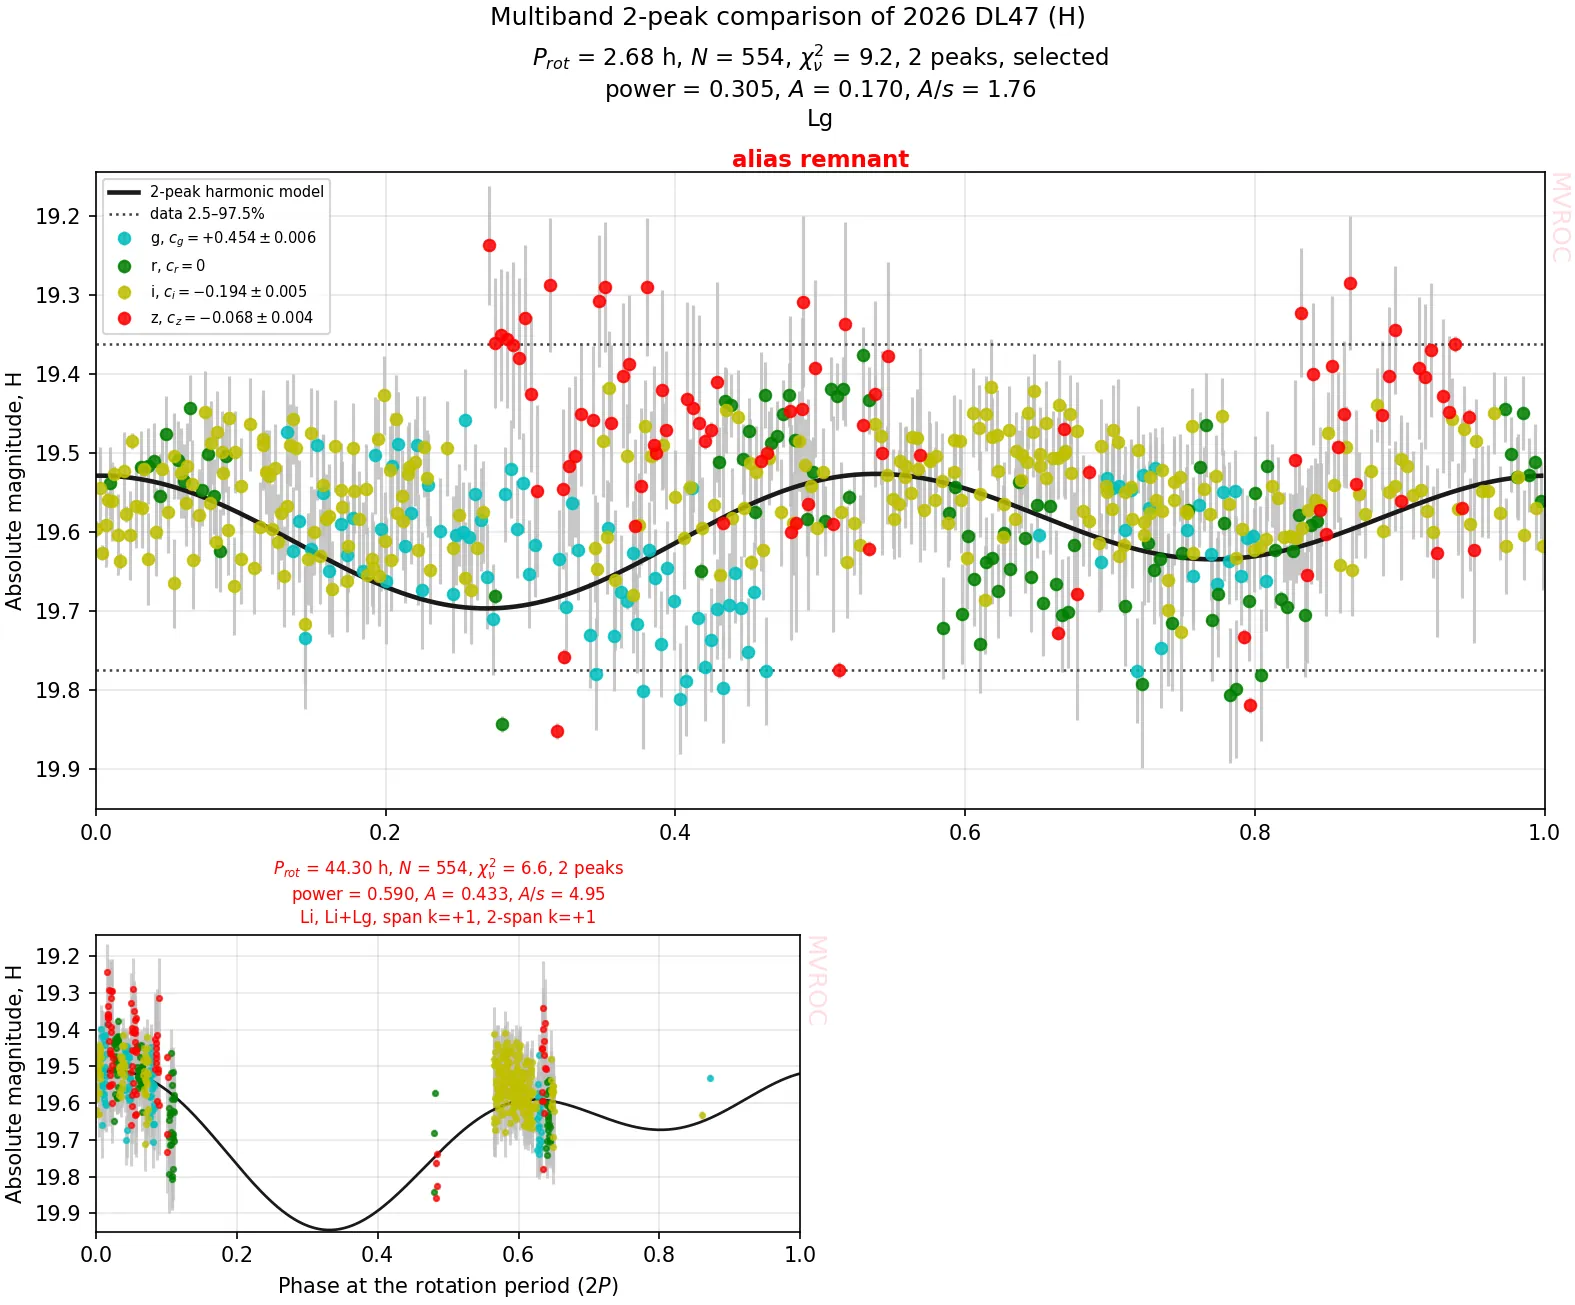 Multiband 2-peak comparison of 2026 DL47 (H)
P_rot = 2.68 h, N = 554, χ²_ν = 9.2, 2 peaks, selected
power = 0.305, A = 0.170, A/s = 1.76
Lg
alias remnant
2-peak harmonic model
data 2.5–97.5%
g, c_g = +0.454 ± 0.006
r, c_r = 0
i, c_i = −0.194 ± 0.005
z, c_z = −0.068 ± 0.004
MVROC
Absolute magnitude, H
19.2
19.3
19.4
19.5
19.6
19.7
19.8
19.9
0.0 0.2 0.4 0.6 0.8 1.0
P_rot = 44.30 h, N = 554, χ²_ν = 6.6, 2 peaks
power = 0.590, A = 0.433, A/s = 4.95
Li, Li+Lg, span k=+1, 2-span k=+1
MVROC
Absolute magnitude, H
19.2
19.3
19.4
19.5
19.6
19.7
19.8
19.9
0.0 0.2 0.4 0.6 0.8 1.0
Phase at the rotation period (2P)